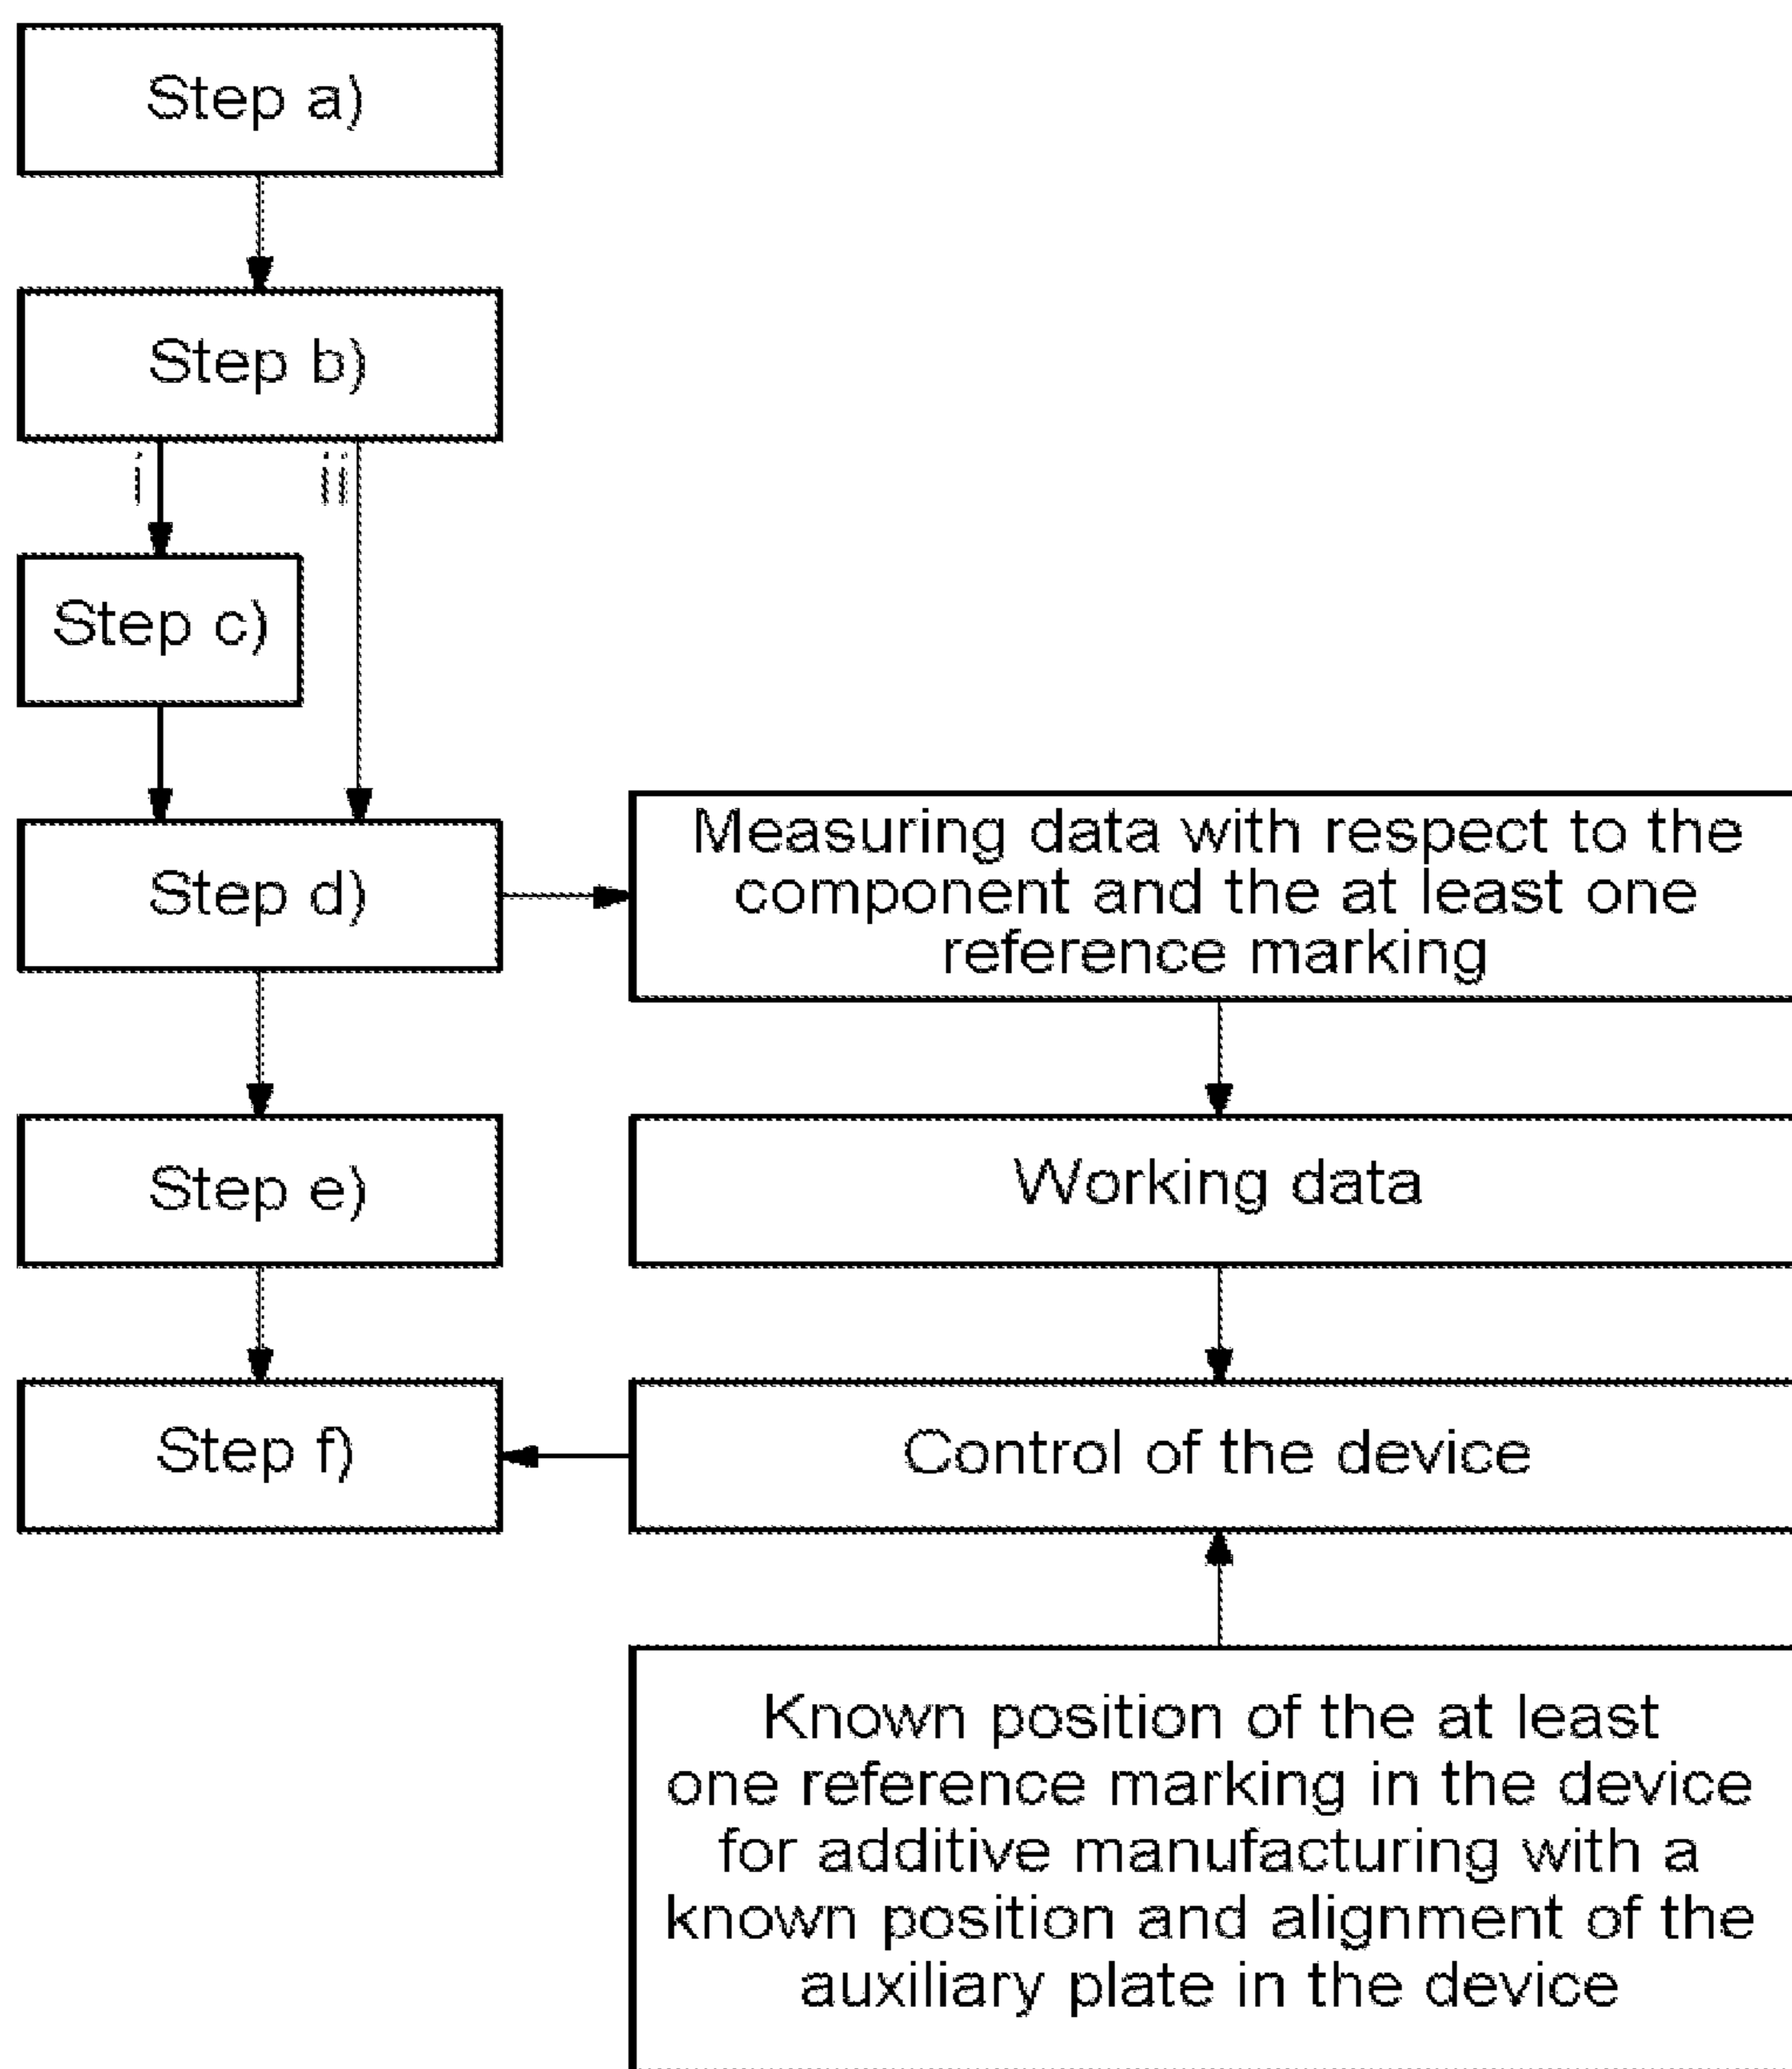 Step a)
Step b)
i
ii
Step c)
Step d)
Measuring data with respect to the
component and the at least one
reference marking
Step e)
Working data
Step f)
Control of the device
Known position of the at least
one reference marking in the device
for additive manufacturing with a
known position and alignment of the
auxiliary plate in the device